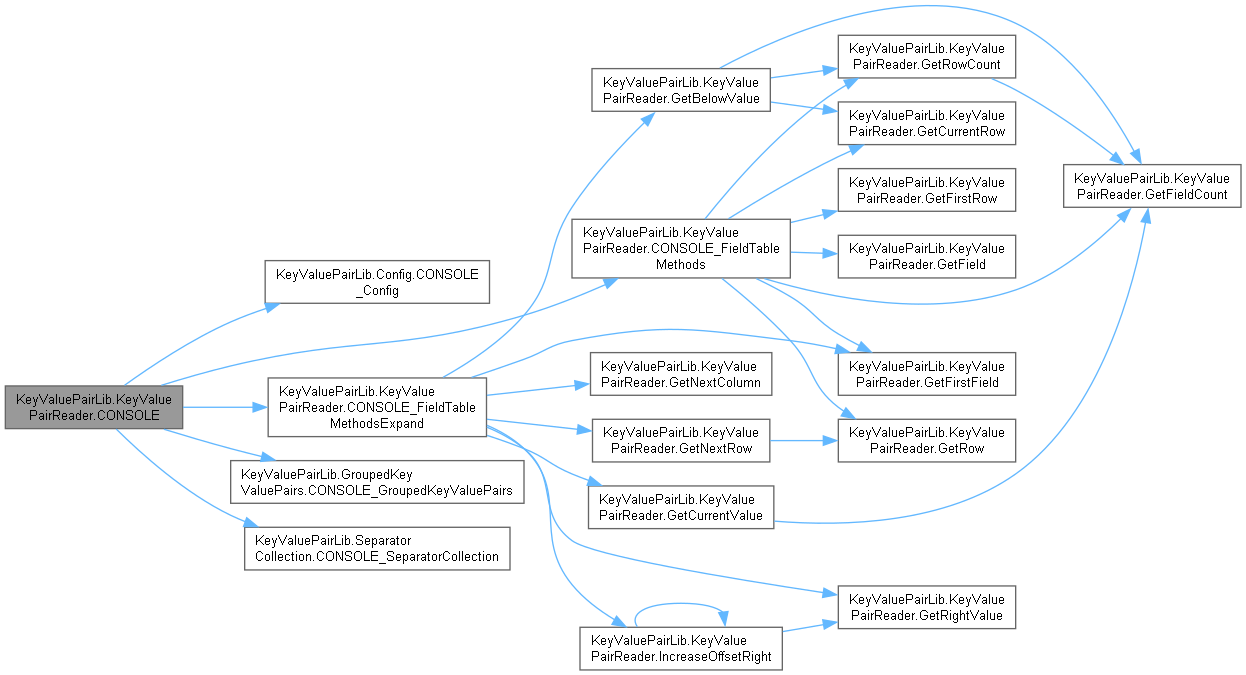 KeyValuePairLib.KeyValue
PairReader.CONSOLE
KeyValuePairLib.Config.CONSOLE
_Config
KeyValuePairLib.KeyValue
PairReader.CONSOLE_FieldTable
MethodsExpand
KeyValuePairLib.GroupedKey
ValuePairs.CONSOLE_GroupedKeyValuePairs
KeyValuePairLib.Separator
Collection.CONSOLE_SeparatorCollection
KeyValuePairLib.KeyValue
PairReader.GetBelowValue
KeyValuePairLib.KeyValue
PairReader.CONSOLE_FieldTable
Methods
KeyValuePairLib.KeyValue
PairReader.GetNextColumn
KeyValuePairLib.KeyValue
PairReader.GetNextRow
KeyValuePairLib.KeyValue
PairReader.GetCurrentValue
KeyValuePairLib.KeyValue
PairReader.IncreaseOffsetRight
KeyValuePairLib.KeyValue
PairReader.GetRowCount
KeyValuePairLib.KeyValue
PairReader.GetCurrentRow
KeyValuePairLib.KeyValue
PairReader.GetFirstRow
KeyValuePairLib.KeyValue
PairReader.GetField
KeyValuePairLib.KeyValue
PairReader.GetFirstField
KeyValuePairLib.KeyValue
PairReader.GetRow
KeyValuePairLib.KeyValue
PairReader.GetRightValue
KeyValuePairLib.KeyValue
PairReader.GetFieldCount